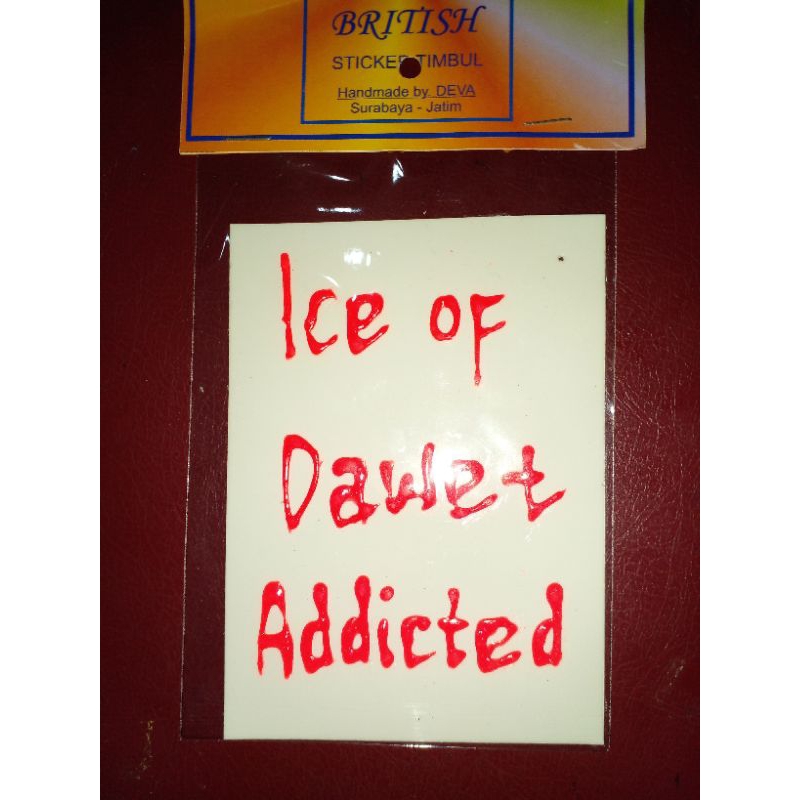 BRITISH
STICKER TIMBUL
Handmade by. DEVA
Surabaya - Jatim
Ice of
Dawet
Addicted